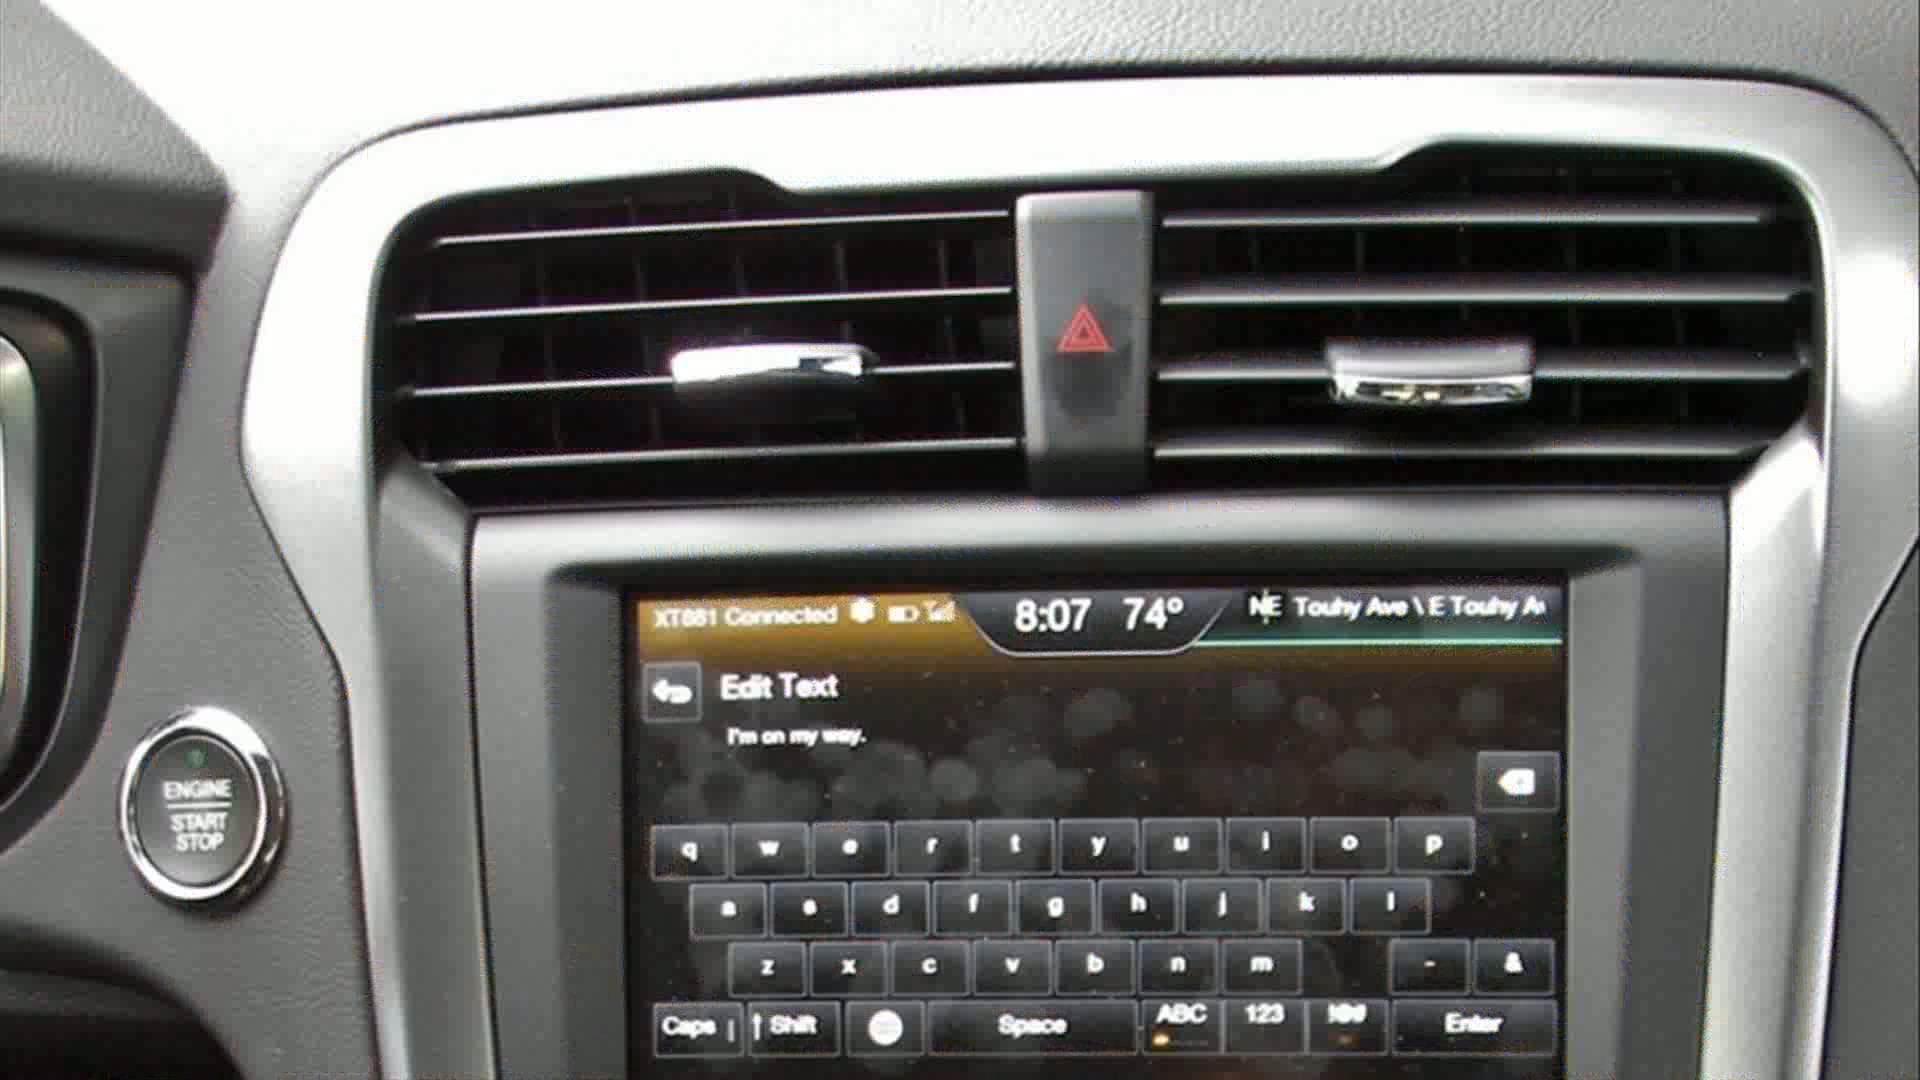 XT881 Connected 8:07 74° NE Touhy Ave \ E Touhy Av
Edit Text
I'm on my way.
q w e r t y u i o p
a s d f g h j k l
z x c v b n m - &
Caps Shift Space ABC 123 Enter
ENGINE
START
STOP